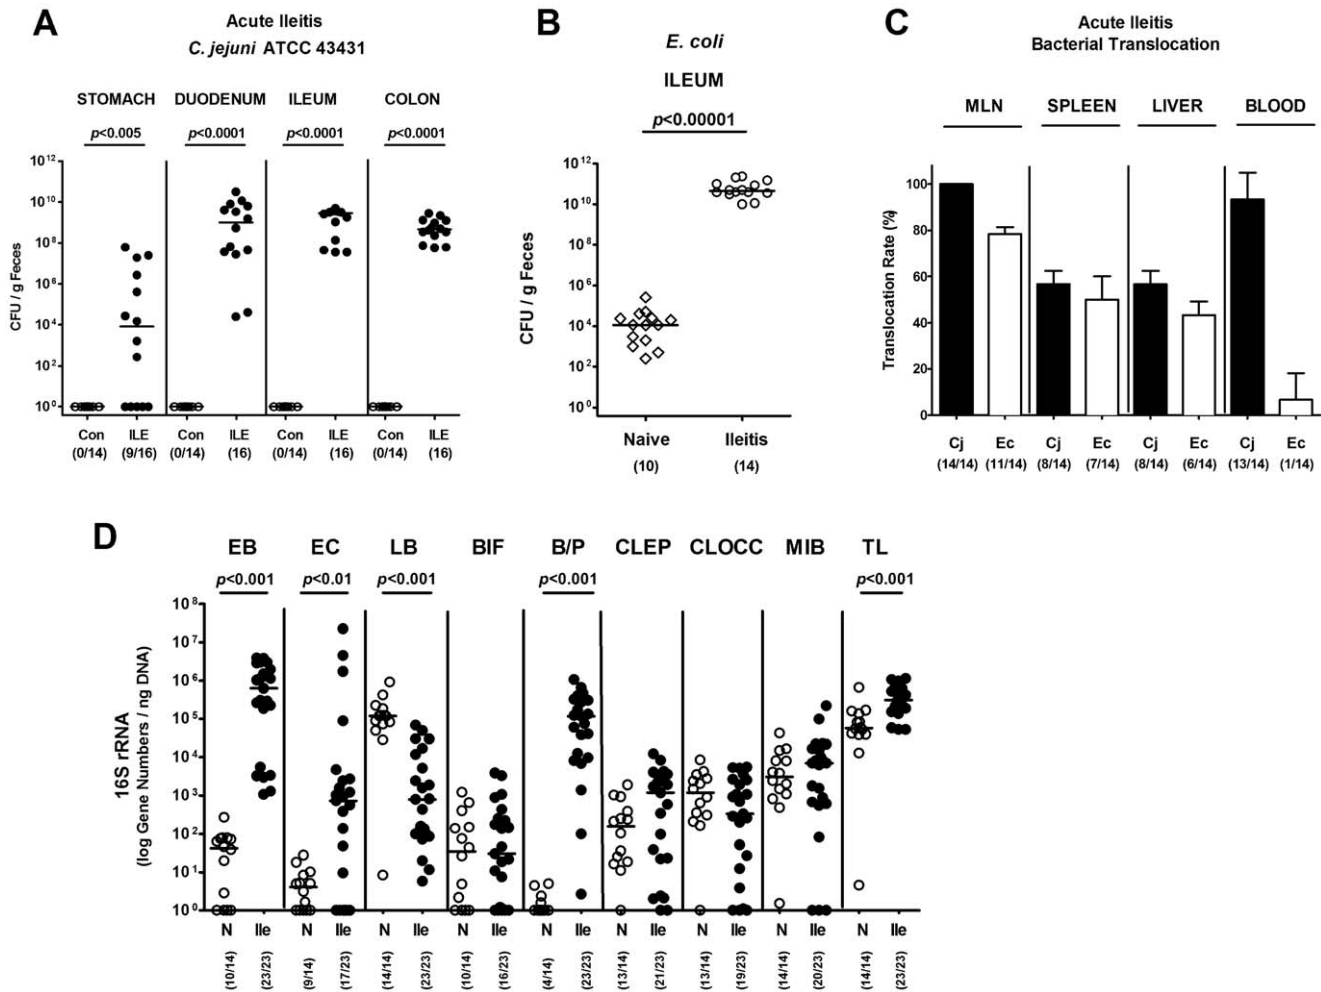 A
Acute Ileitis
C. jejuni ATCC 43431
STOMACH DUODENUM ILEUM COLON
p<0.005 p<0.0001 p<0.0001 p<0.0001
CFU / g Feces
10^12
10^10
10^8
10^6
10^4
10^2
10^0
Con ILE Con ILE Con ILE Con ILE
(0/14) (9/16) (0/14) (16) (0/14) (16) (0/14) (16)
B
E. coli
ILEUM
p<0.00001
CFU / g Feces
10^12
10^10
10^8
10^6
10^4
10^2
10^0
Naive Ileitis
(10) (14)
C
Acute Ileitis
Bacterial Translocation
MLN SPLEEN LIVER BLOOD
Translocation Rate (%)
100
80
60
40
20
0
Cj Ec Cj Ec Cj Ec Cj Ec
(14/14) (11/14) (8/14) (7/14) (8/14) (6/14) (13/14) (1/14)
D
EB EC LB BIF B/P CLEP CLOCC MIB TL
p<0.001 p<0.01 p<0.001 p<0.001 p<0.001
16S rRNA
(log Gene Numbers / ng DNA)
10^8
10^7
10^6
10^5
10^4
10^3
10^2
10^1
10^0
N Ile N Ile N Ile N Ile N Ile N Ile N Ile N Ile N Ile
(10/14) (23/23) (9/14) (17/23) (14/14) (23/23) (10/14) (16/23) (4/14) (23/23) (13/14) (21/23) (13/14) (19/23) (14/14) (20/23) (14/14) (23/23)